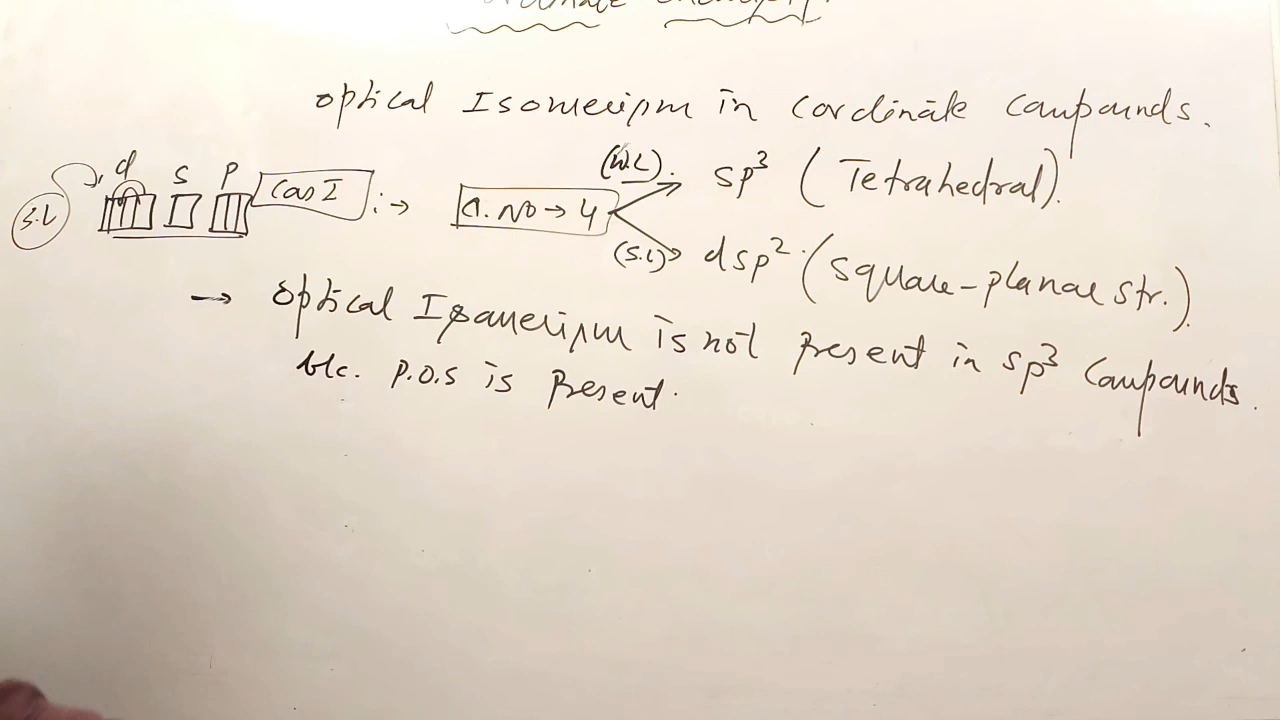 optical Isomerism in cordinate compounds.
d s P
S.L
Case I :→ C. NO → 4
(W.L). sp³ (Tetrahedral).
(S.L) dsp² (square-planar str.).
→ optical Isomerism is not Present in sp³ Compounds.
b/c. P.O.S is Present.